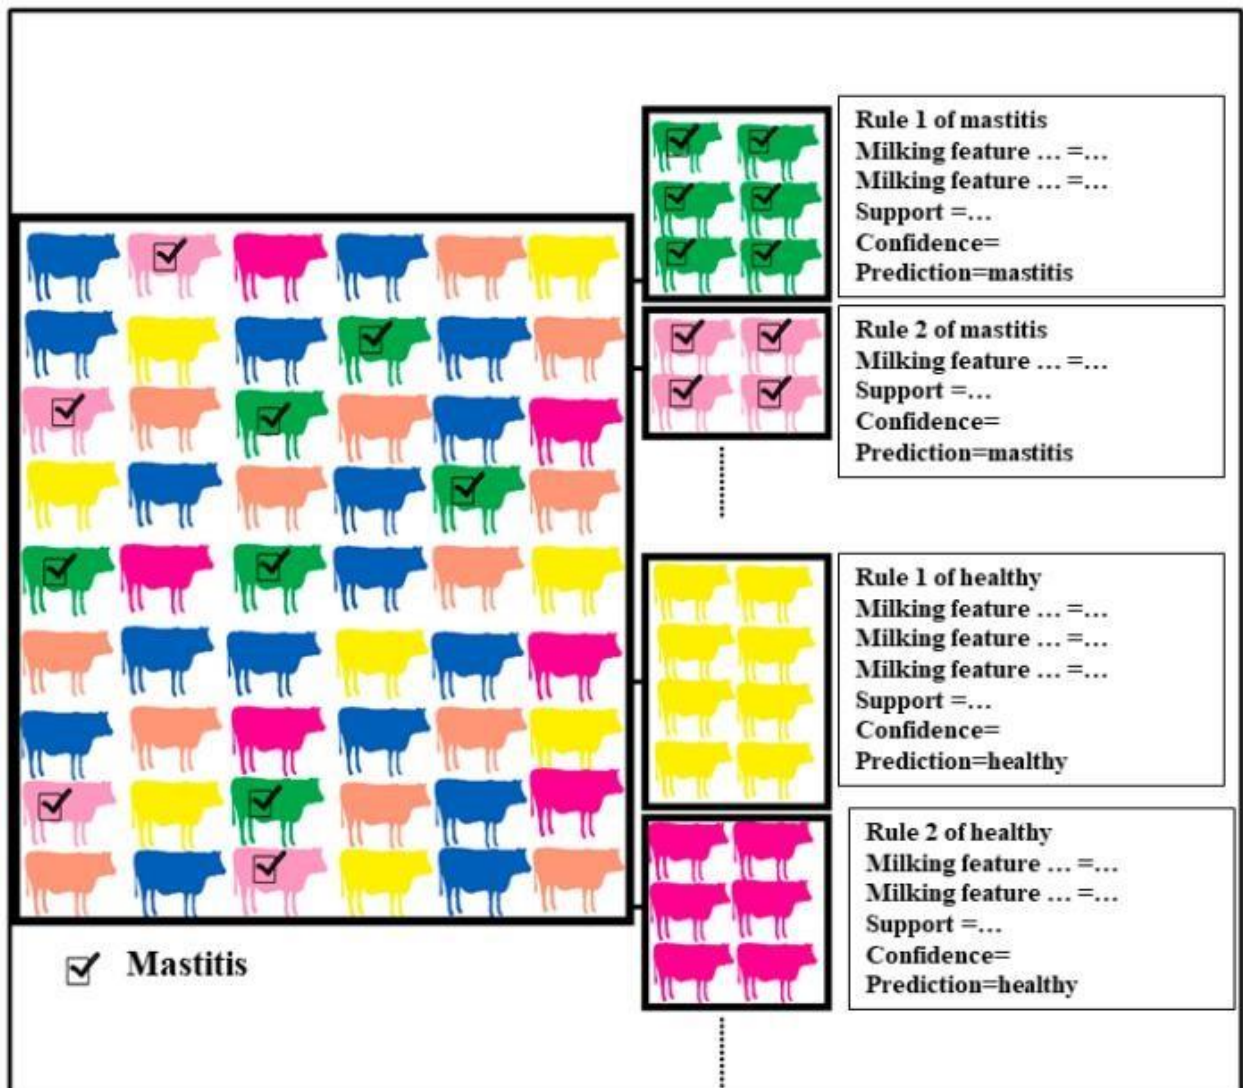 Rule 1 of mastitis
Milking feature … =…
Milking feature … =…
Support =…
Confidence=
Prediction=mastitis
Rule 2 of mastitis
Milking feature … =…
Support =…
Confidence=
Prediction=mastitis
Rule 1 of healthy
Milking feature … =…
Milking feature … =…
Milking feature … =…
Support =…
Confidence=
Prediction=healthy
Rule 2 of healthy
Milking feature … =…
Milking feature … =…
Support =…
Confidence=
Prediction=healthy
Mastitis